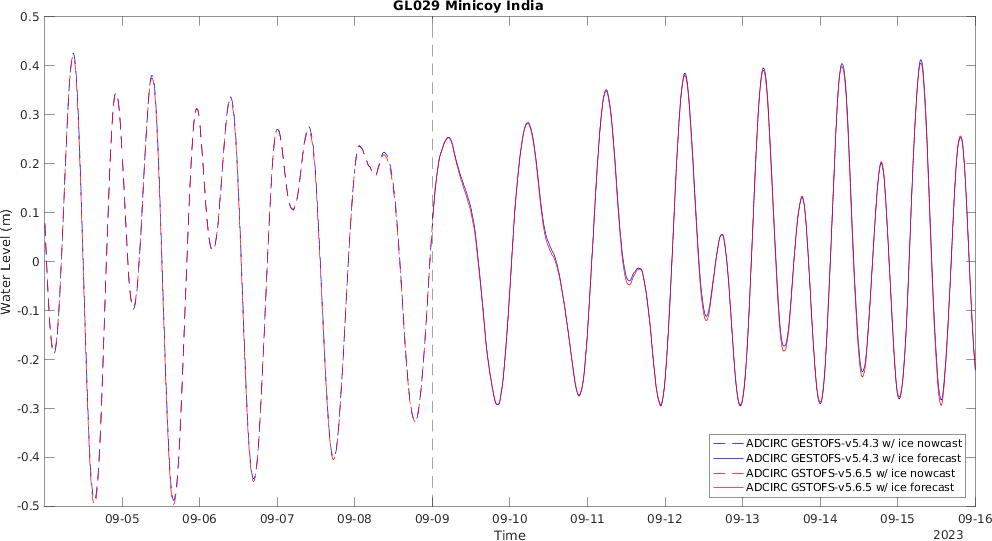 GL029 Minicoy India
0.5
0.4
0.3
0.2
0.1
0
-0.1
-0.2
-0.3
-0.4
-0.5
Water Level (m)
ADCIRC GESTOFS-v5.4.3 w/ ice nowcast
ADCIRC GESTOFS-v5.4.3 w/ ice forecast
ADCIRC GSTOFS-v5.6.5 w/ ice nowcast
ADCIRC GSTOFS-v5.6.5 w/ ice forecast
09-05 09-06 09-07 09-08 09-09 09-10 09-11 09-12 09-13 09-14 09-15 09-16
Time
2023